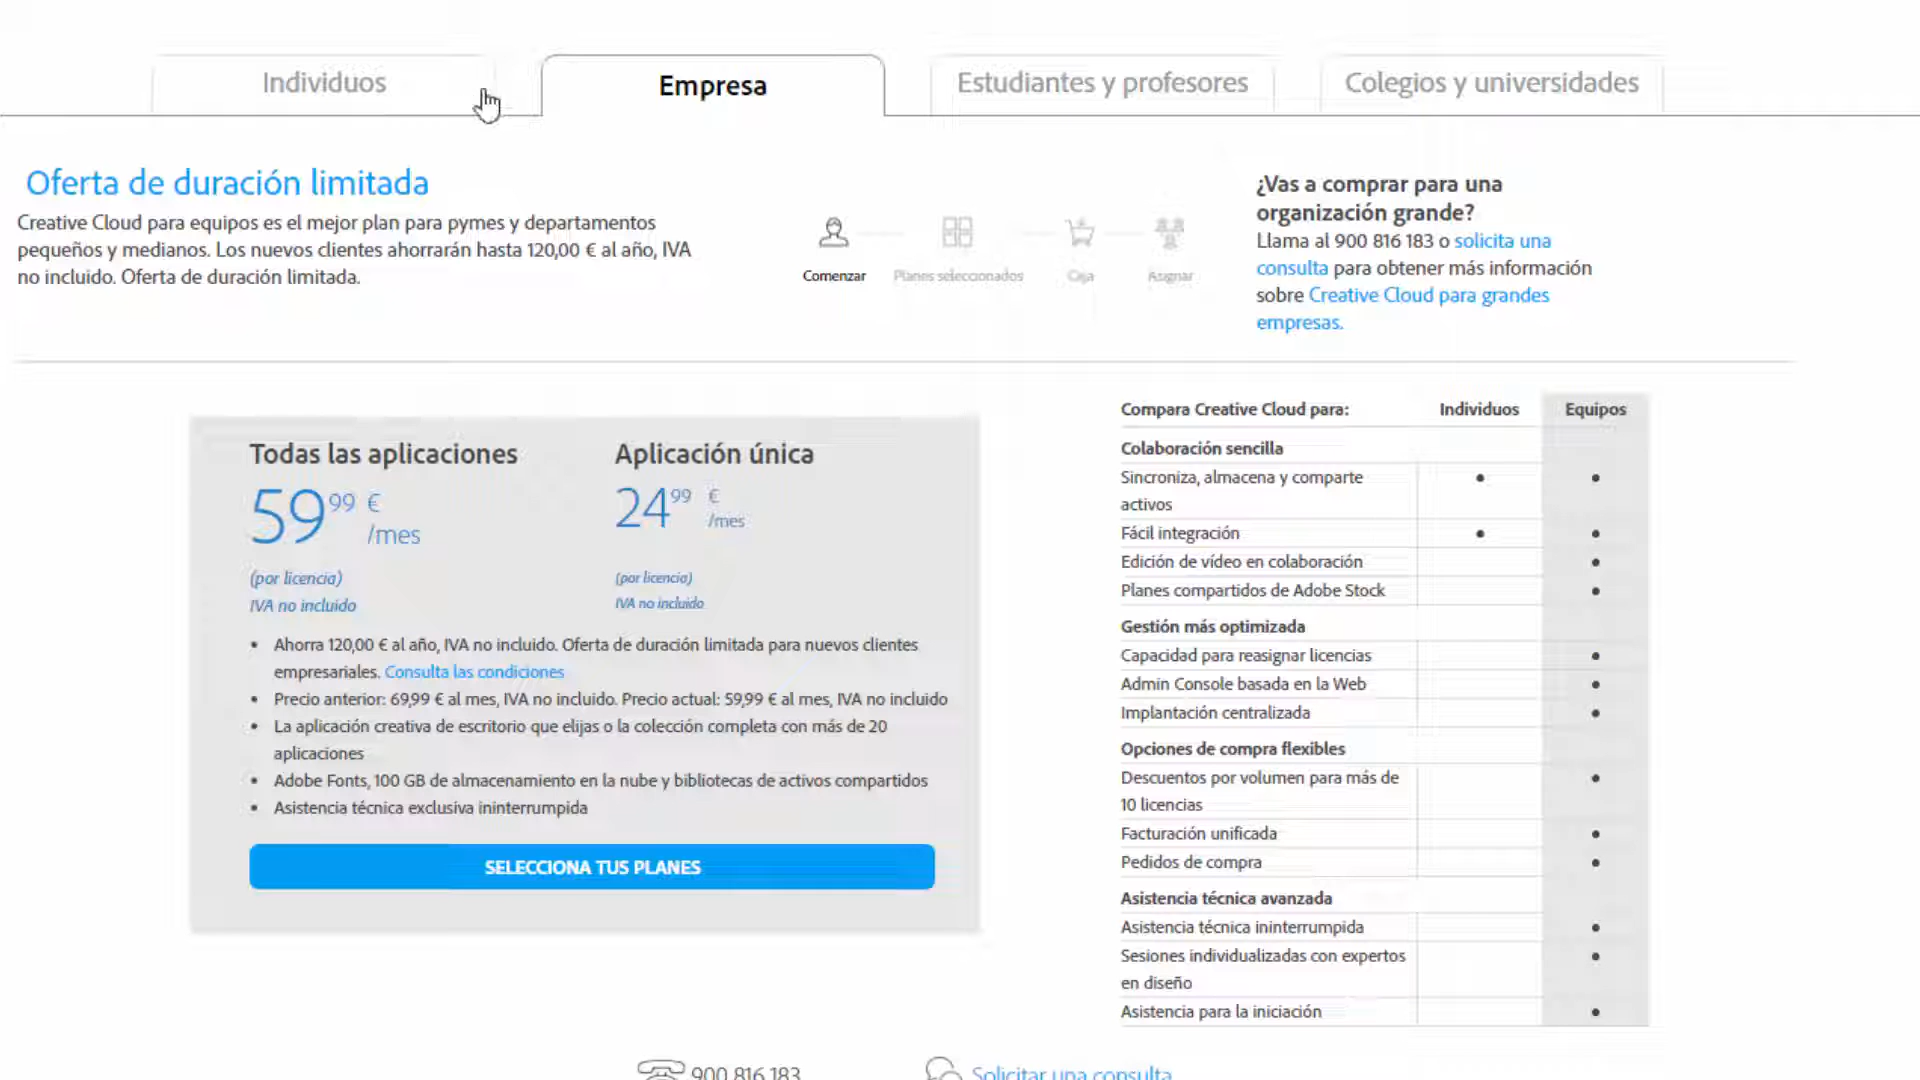 Individuos
Empresa
Estudiantes y profesores
Colegios y universidades
Oferta de duración limitada
Creative Cloud para equipos es el mejor plan para pymes y departamentos
pequeños y medianos. Los nuevos clientes ahorrarán hasta 120,00 € al año, IVA
no incluido. Oferta de duración limitada.
Comenzar
Planes seleccionados
Caja
Asignar
¿Vas a comprar para una
organización grande?
Llama al 900 816 183 o solicita una
consulta para obtener más información
sobre Creative Cloud para grandes
empresas.
Todas las aplicaciones
59 99 €
/mes
(por licencia)
IVA no incluido
Aplicación única
24 99 €
/mes
(por licencia)
IVA no incluido
• Ahorra 120,00 € al año, IVA no incluido. Oferta de duración limitada para nuevos clientes
empresariales. Consulta las condiciones
• Precio anterior: 69,99 € al mes, IVA no incluido. Precio actual: 59,99 € al mes, IVA no incluido
• La aplicación creativa de escritorio que elijas o la colección completa con más de 20
aplicaciones
• Adobe Fonts, 100 GB de almacenamiento en la nube y bibliotecas de activos compartidos
• Asistencia técnica exclusiva ininterrumpida
SELECCIONA TUS PLANES
Compara Creative Cloud para: Individuos Equipos
Colaboración sencilla
Sincroniza, almacena y comparte
activos
Fácil integración
Edición de vídeo en colaboración
Planes compartidos de Adobe Stock
Gestión más optimizada
Capacidad para reasignar licencias
Admin Console basada en la Web
Implantación centralizada
Opciones de compra flexibles
Descuentos por volumen para más de
10 licencias
Facturación unificada
Pedidos de compra
Asistencia técnica avanzada
Asistencia técnica ininterrumpida
Sesiones individualizadas con expertos
en diseño
Asistencia para la iniciación
900 816 183
Solicitar una consulta